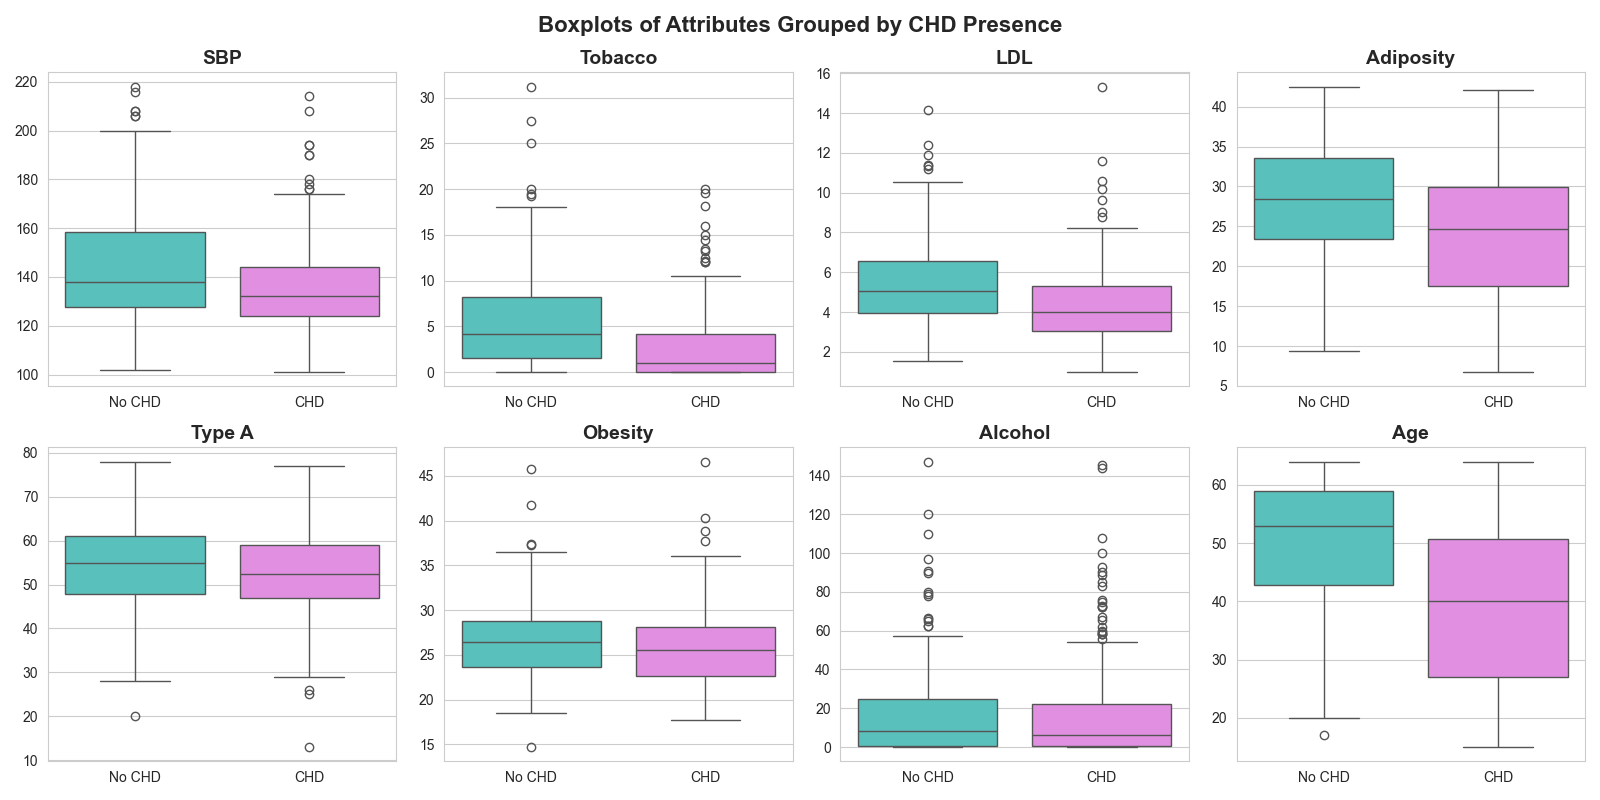 Boxplots of Attributes Grouped by CHD Presence
SBP
220
200
180
160
140
120
100
No CHD
CHD
Tobacco
30
25
20
15
10
5
0
No CHD
CHD
LDL
16
14
12
10
8
6
4
2
No CHD
CHD
Adiposity
40
35
30
25
20
15
10
5
No CHD
CHD
Type A
80
70
60
50
40
30
20
10
No CHD
CHD
Obesity
45
40
35
30
25
20
15
No CHD
CHD
Alcohol
140
120
100
80
60
40
20
0
No CHD
CHD
Age
60
50
40
30
20
No CHD
CHD